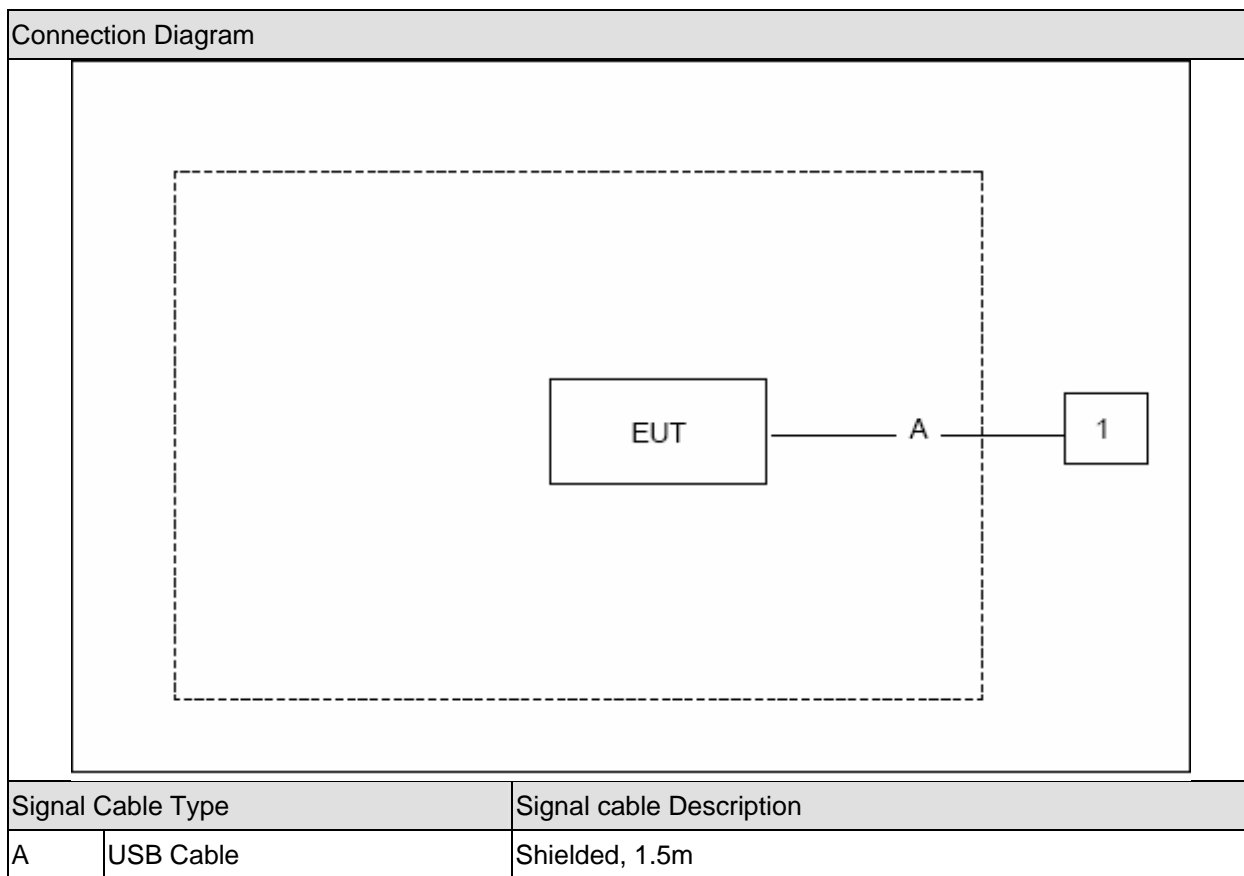 Connection Diagram
EUT A 1
Signal Cable Type Signal cable Description
A USB Cable Shielded, 1.5m